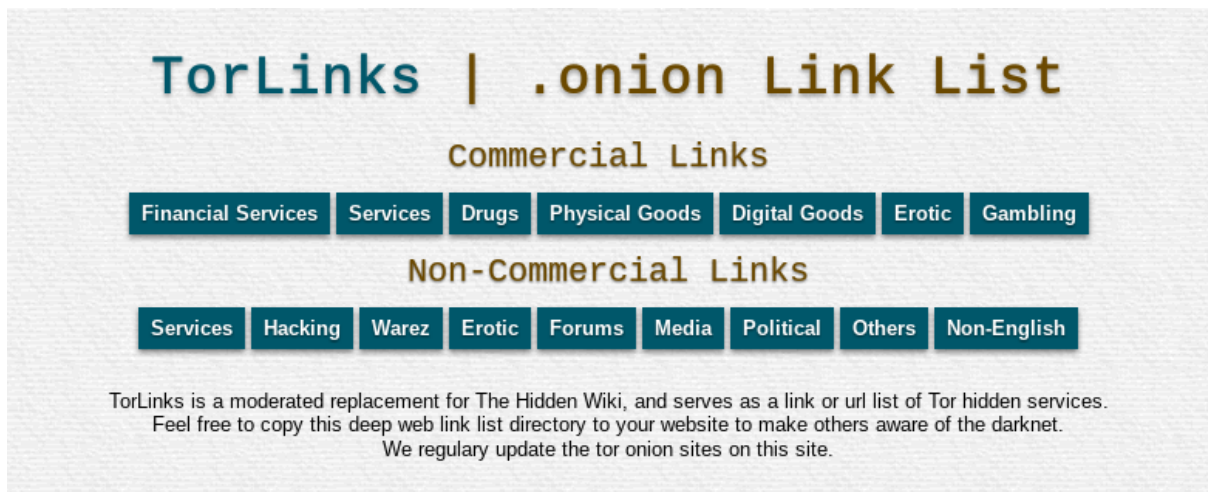 TorLinks | .onion Link List
Commercial Links
Financial Services Services Drugs Physical Goods Digital Goods Erotic Gambling
Non-Commercial Links
Services Hacking Warez Erotic Forums Media Political Others Non-English
TorLinks is a moderated replacement for The Hidden Wiki, and serves as a link or url list of Tor hidden services.
Feel free to copy this deep web link list directory to your website to make others aware of the darknet.
We regulary update the tor onion sites on this site.